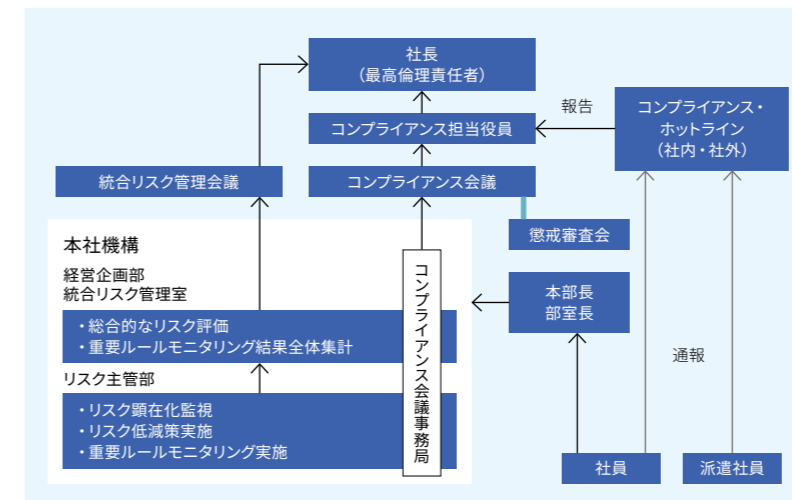 社長
（最高倫理責任者）
コンプライアンス担当役員
報告
コンプライアンス・
ホットライン
（社内・社外）
統合リスク管理会議
コンプライアンス会議
懲戒審査会
本社機構
経営企画部
統合リスク管理室
・総合的なリスク評価
・重要ルールモニタリング結果全体集計
リスク主管部
・リスク顕在化監視
・リスク低減策実施
・重要ルールモニタリング実施
コンプライアンス会議事務局
本部長
部室長
通報
社員
派遣社員